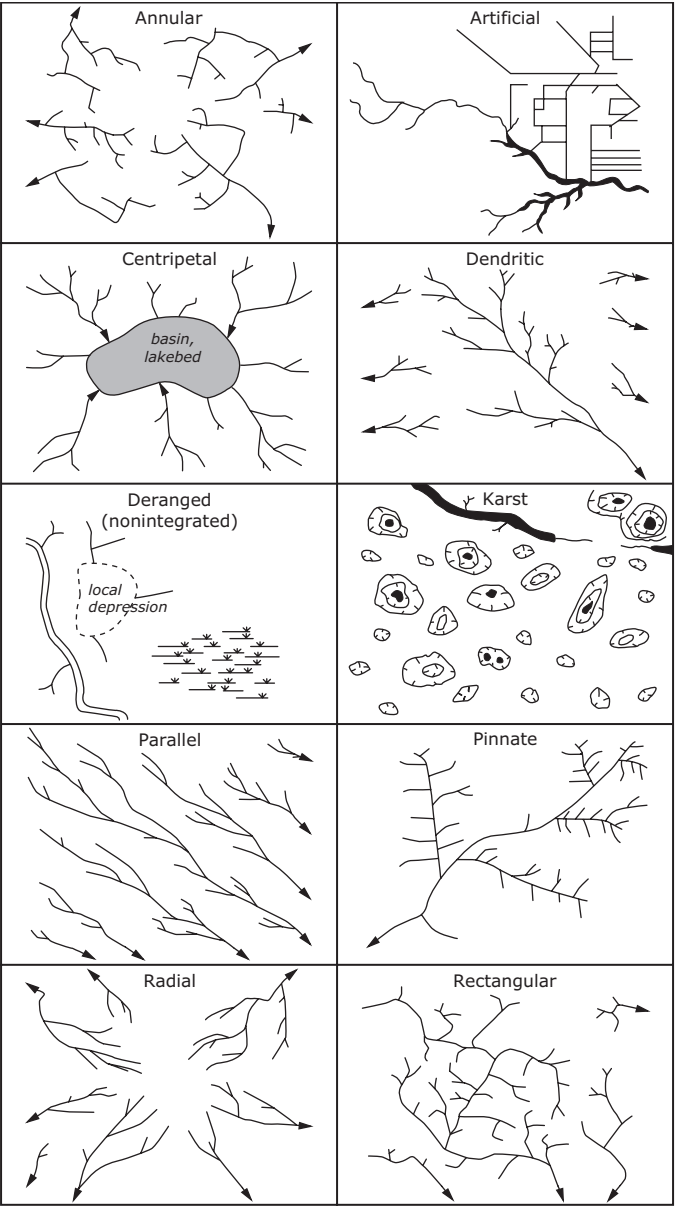 Annular
Artificial
Centripetal
basin,
lakebed
Dendritic
Deranged
(nonintegrated)
local
depression
Karst
Parallel
Pinnate
Radial
Rectangular